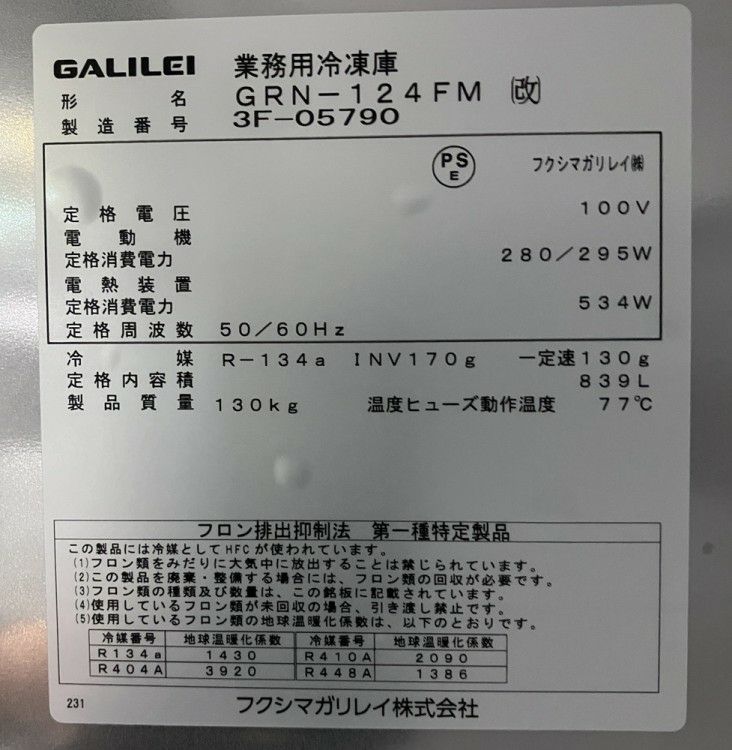 GALILEI 業務用冷凍庫
形名 GRN-124FM ㊂改
製造番号 3F-05790
PS E フクシマガリレイ㈱
定格電圧 100V
電動機
定格消費電力 280/295W
電熱装置
定格消費電力 534W
定格周波数 50/60Hz
冷媒 R-134a INV170g 一定速130g
定格内容積 839L
製品質量 130kg 温度ヒューズ動作温度 77℃
フロン排出抑制法 第一種特定製品
この製品には冷媒としてHFCが使われています。
(1)フロン類をみだりに大気中に放出することは禁じられています。
(2)この製品を廃棄・整備する場合には、フロン類の回収が必要です。
(3)フロン類の種類及び数量は、この銘板に記載されています。
(4)使用しているフロン類が未回収の場合、引き渡し禁止です。
(5)使用しているフロン類の地球温暖化係数は、以下のとおりです。
冷媒番号 地球温暖化係数 冷媒番号 地球温暖化係数
R134a 1430 R410A 2090
R404A 3920 R448A 1386
231 フクシマガリレイ株式会社